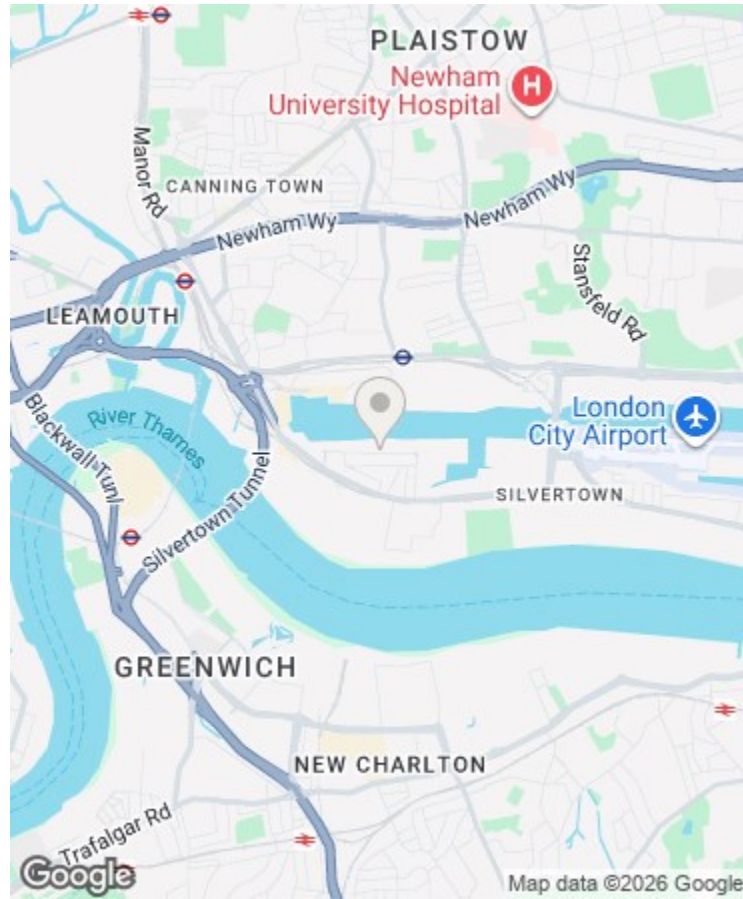 PLAISTOW
Newham
University Hospital
H
Manor Rd
CANNING TOWN
Newham Wy
Newham Wy
Stansfeld Rd
LEAMOUTH
London
City Airport
Blackwall Tunl
River Thames
SILVERTOWN
Silvertown Tunnel
GREENWICH
NEW CHARLTON
Trafalgar Rd
Google
Map data ©2026 Google